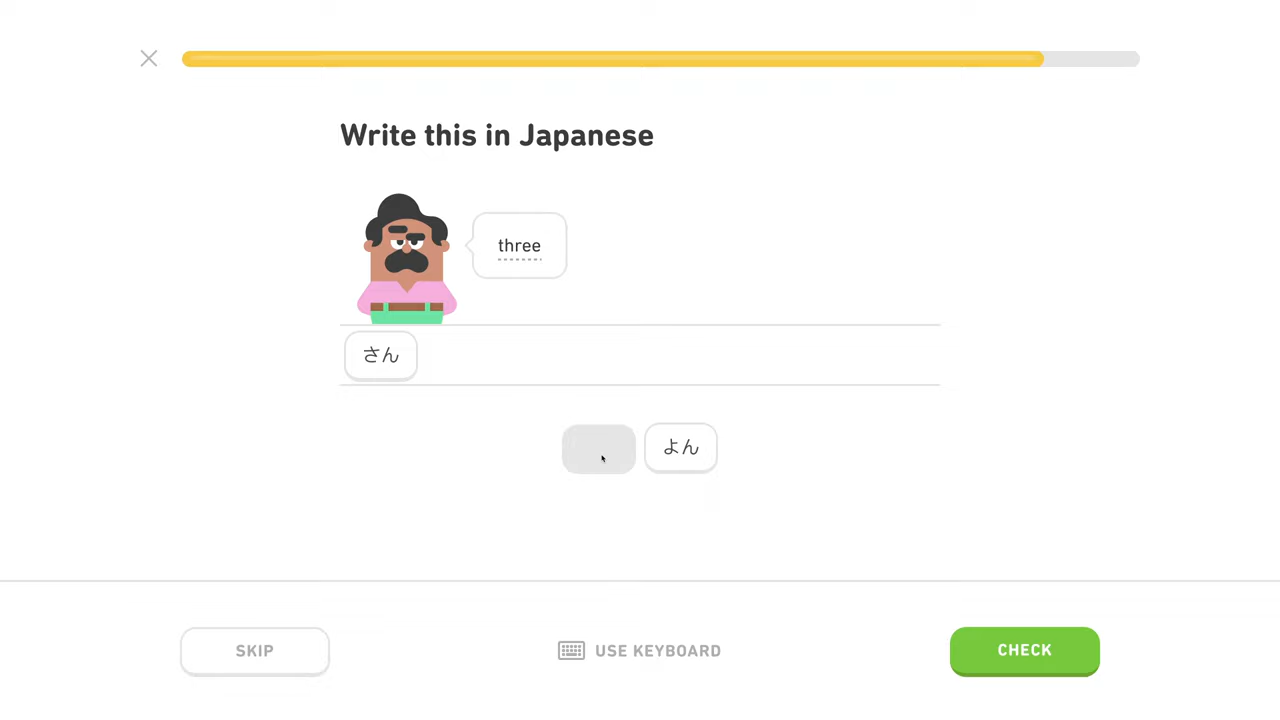 Write this in Japanese
three
さん
よん
SKIP
USE KEYBOARD
CHECK